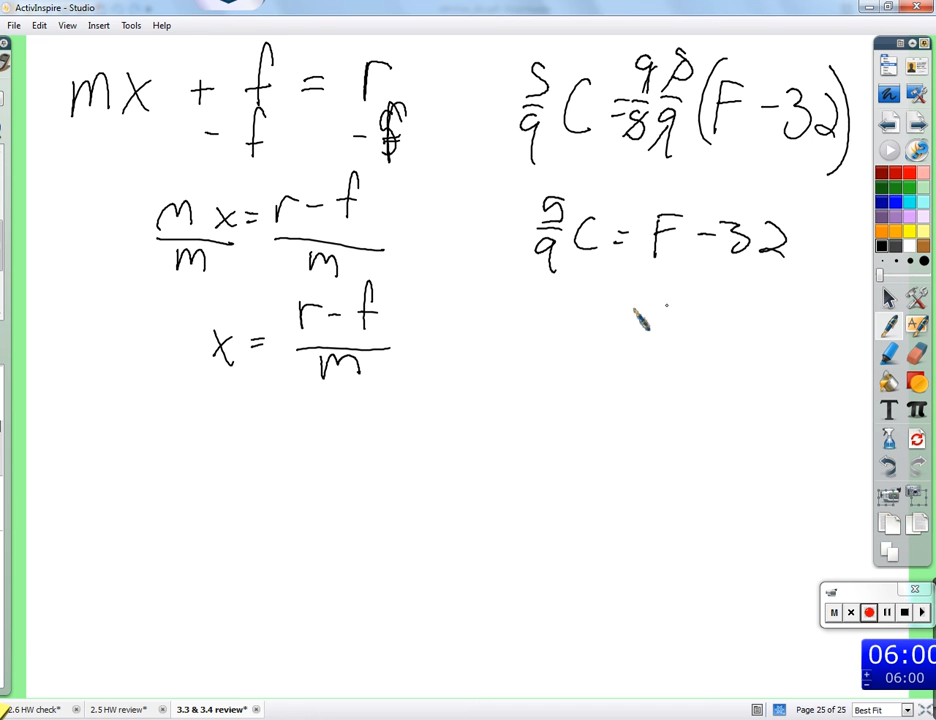 ActivInspire - Studio
File Edit View Insert Tools Help
mx + f = r
- f - f
mx = r - f
m m
x = r - f
m
5/9 C = 9/5 5/9 (F - 32)
5/9 C = F - 32
M
06:00
06:00
2.6 HW check* 2.5 HW review* 3.3 & 3.4 review*
Page 25 of 25 Best Fit